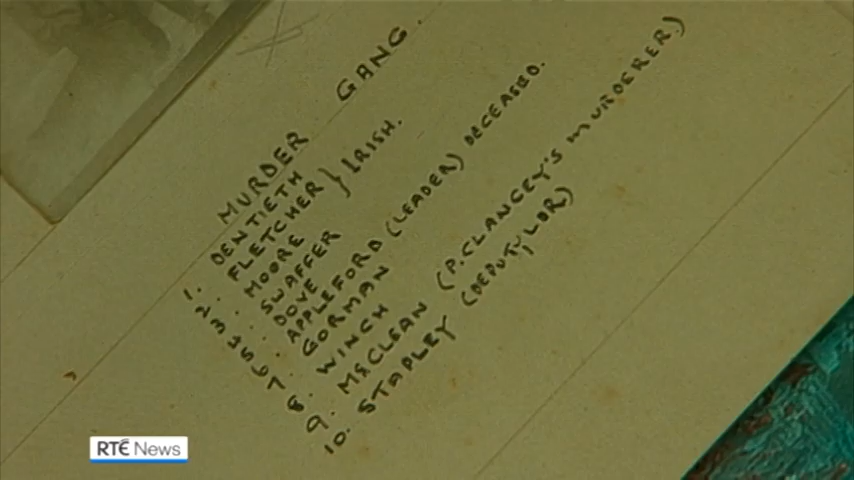 MURDER GANG.
1. DENTIETH
2. FLETCHER } IRISH.
3. MOORE
4. SWAFFER
5. DOVE
6. APPLEFORD (LEADER) DECEASED.
7. GORMAN
8. WINCH
9. McCLEAN (P. CLANCEY'S MURDERER)
10. STAPLEY (DEPUTY LDR)
RTÉ News